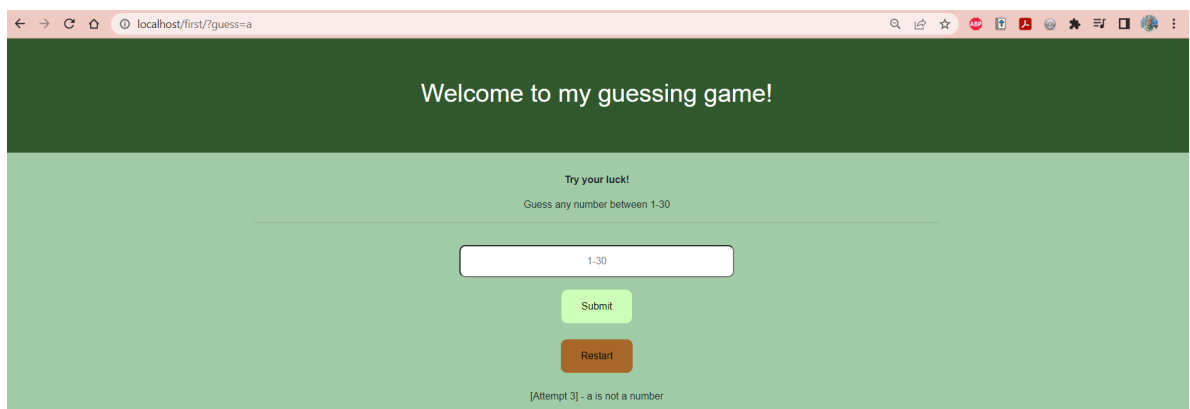 localhost/first/?guess=a
ABP
Welcome to my guessing game!
Try your luck!
Guess any number between 1-30
1-30
Submit
Restart
[Attempt 3] - a is not a number